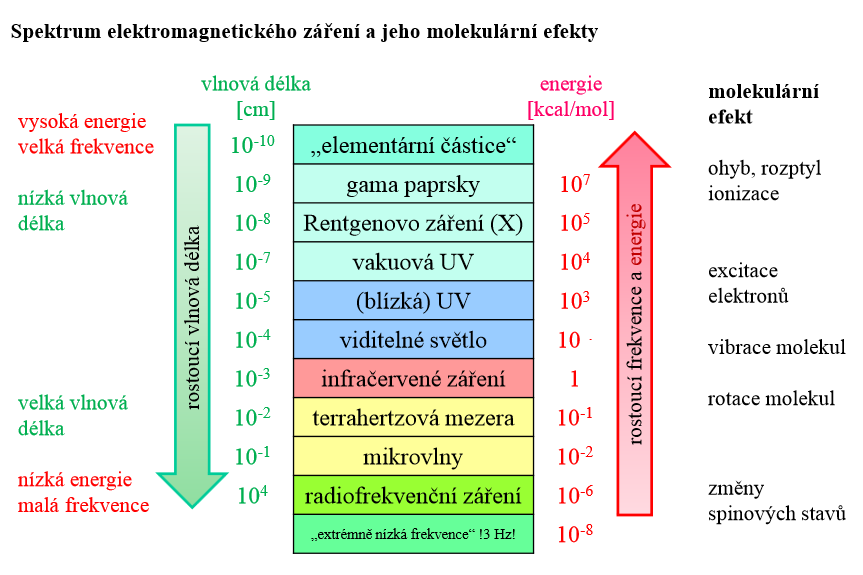 Spektrum elektromagnetického záření a jeho molekulární efekty
vlnová délka
[cm]
energie
[kcal/mol]
molekulární
efekt
vysoká energie
velká frekvence
nízká vlnová
délka
velká vlnová
délka
nízká energie
malá frekvence
rostoucí vlnová délka
10⁻¹⁰ „elementární částice“
10⁻⁹ gama paprsky 10⁷
10⁻⁸ Rentgenovo záření (X) 10⁵
10⁻⁷ vakuová UV 10⁴
10⁻⁵ (blízká) UV 10³
10⁻⁴ viditelné světlo 10
10⁻³ infračervené záření 1
10⁻² terrahertzová mezera 10⁻¹
10⁻¹ mikrovlny 10⁻²
10⁴ radiofrekvenční záření 10⁻⁶
„extrémně nízká frekvence“ !3 Hz! 10⁻⁸
rostoucí frekvence a energie
ohyb, rozptyl
ionizace
excitace
elektronů
vibrace molekul
rotace molekul
změny
spinových stavů